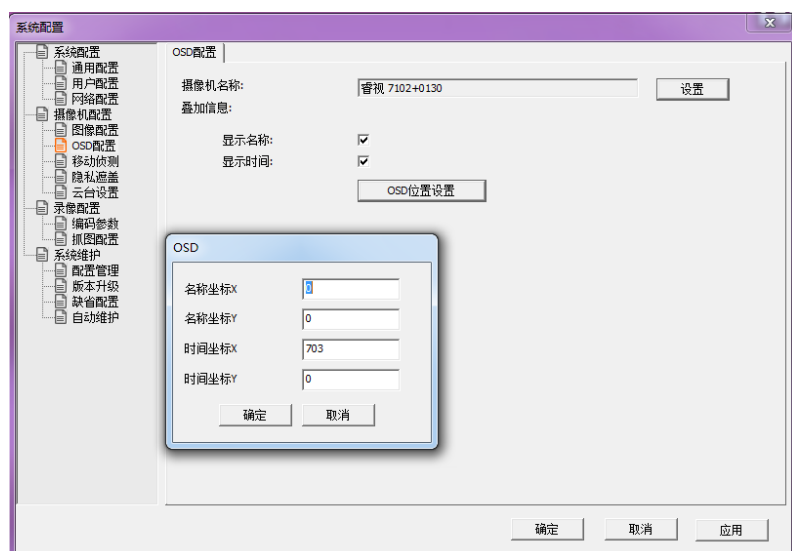 系统配置
系统配置
通用配置
用户配置
网络配置
摄像机配置
图像配置
OSD配置
移动侦测
隐私遮盖
云台设置
录像配置
编码参数
抓图配置
系统维护
配置管理
版本升级
缺省配置
自动维护
OSD配置
摄像机名称: 睿视 7102+0130 设置
叠加信息:
显示名称:
显示时间:
OSD位置设置
OSD
名称坐标X 0
名称坐标Y 0
时间坐标X 703
时间坐标Y 0
确定 取消
确定 取消 应用